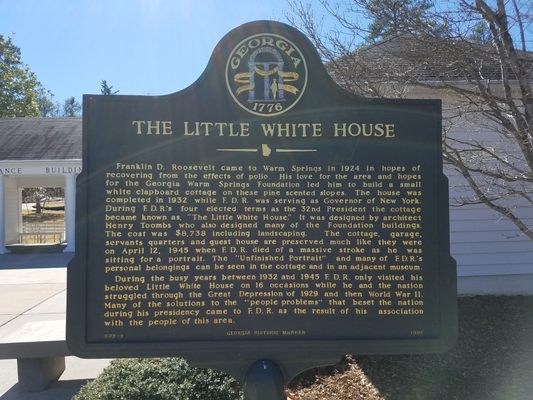 GEORGIA
1776
THE LITTLE WHITE HOUSE
Franklin D. Roosevelt came to Warm Springs in 1924 in hopes of
recovering from the effects of polio. His love for the area and hopes
for the Georgia Warm Springs Foundation led him to build a small
white clapboard cottage on these pine scented slopes. The house was
completed in 1932 while F.D.R. was serving as Governor of New York.
During F.D.R's four elected terms as the 32nd President the cottage
became known as, "The Little White House." It was designed by architect
Henry Toombs who also designed many of the Foundation buildings.
The cost was $8,738 including landscaping. The cottage, garage,
servants quarters and guest house are preserved much like they were
on April 12, 1945 when F.D.R. died of a massive stroke as he was
sitting for a portrait. The "Unfinished Portrait" and many of F.D.R's
personal belongings can be seen in the cottage and in an adjacent museum.
During the busy years between 1932 and 1945 F.D.R. only visited his
beloved Little White House on 16 occasions while he and the nation
struggled through the Great Depression of 1929 and then World War II.
Many of the solutions to the "people problems" that beset the nation
during his presidency came to F.D.R. as the result of his association
with the people of this area.
GEORGIA HISTORIC MARKER
ANCE BUILDING